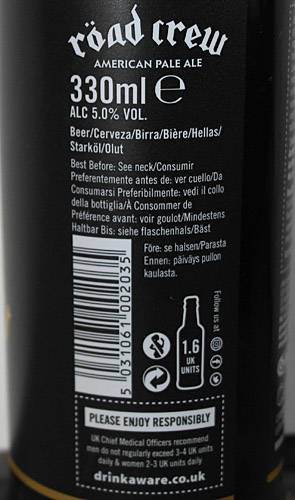 röad crew
AMERICAN PALE ALE
330ml ℮
ALC 5.0% VOL.
Beer/Cerveza/Birra/Bière/Hellas/
Starköl/Olut
Best Before: See neck/Consumir
Preferentemente antes de: ver cuello/Da
Consumarsi Preferibilmente: vedi il collo
della bottiglia/À Consommer de
Préférence avant: voir goulot/Mindestens
Haltbar Bis: siehe flaschenhals/Bäst
Före: se halsen/Parasta
Ennen: päiväys pullon
kaulasta.
5 031061 002035
Follow us at
1.6
UK
UNITS
PLEASE ENJOY RESPONSIBLY
UK Chief Medical Officers recommend
men do not regularly exceed 3-4 UK units
daily & women 2-3 UK units daily
drinkaware.co.uk